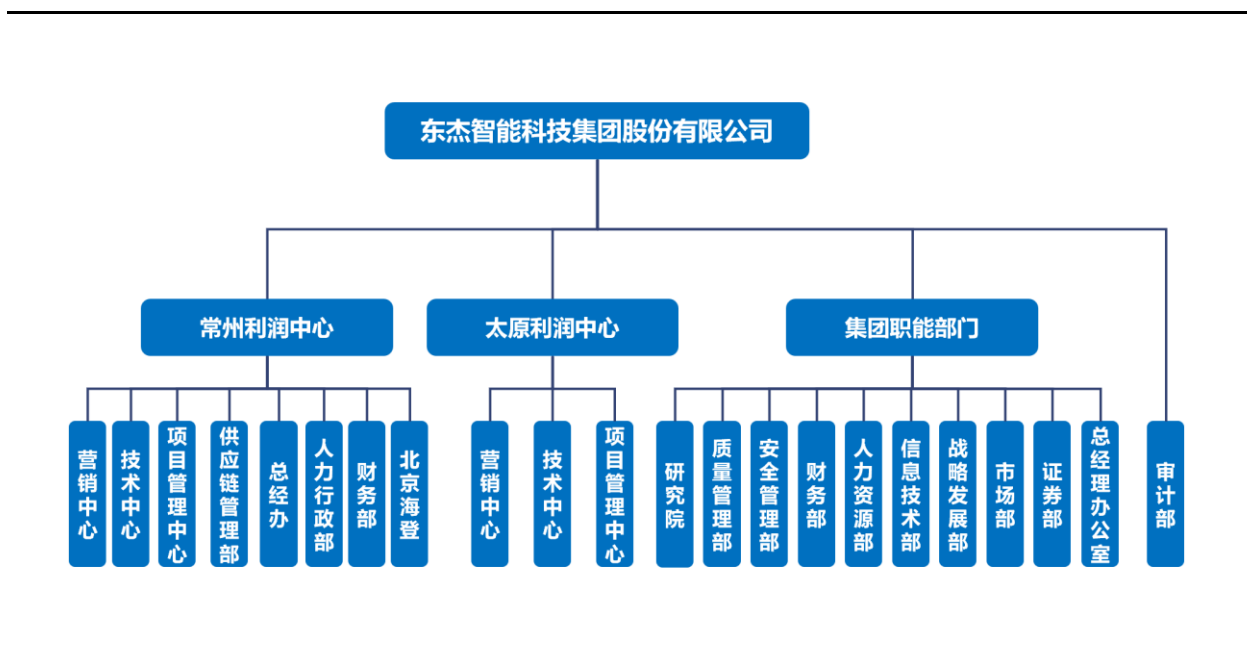 东杰智能科技集团股份有限公司
常州利润中心
太原利润中心
集团职能部门
营销中心
技术中心
项目管理中心
供应链管理部
总经办
人力行政部
财务部
北京海登
营销中心
技术中心
项目管理中心
研究院
质量管理部
安全管理部
财务部
人力资源部
信息技术部
战略发展部
市场部
证券部
总经理办公室
审计部